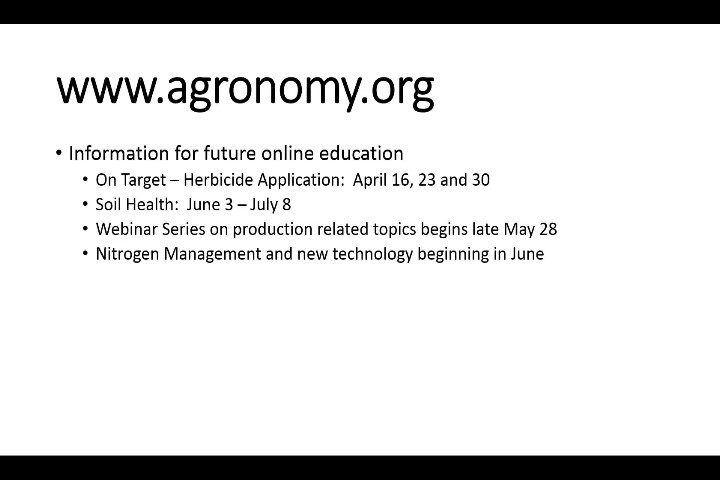 www.agronomy.org
• Information for future online education
• On Target – Herbicide Application: April 16, 23 and 30
• Soil Health: June 3 – July 8
• Webinar Series on production related topics begins late May 28
• Nitrogen Management and new technology beginning in June